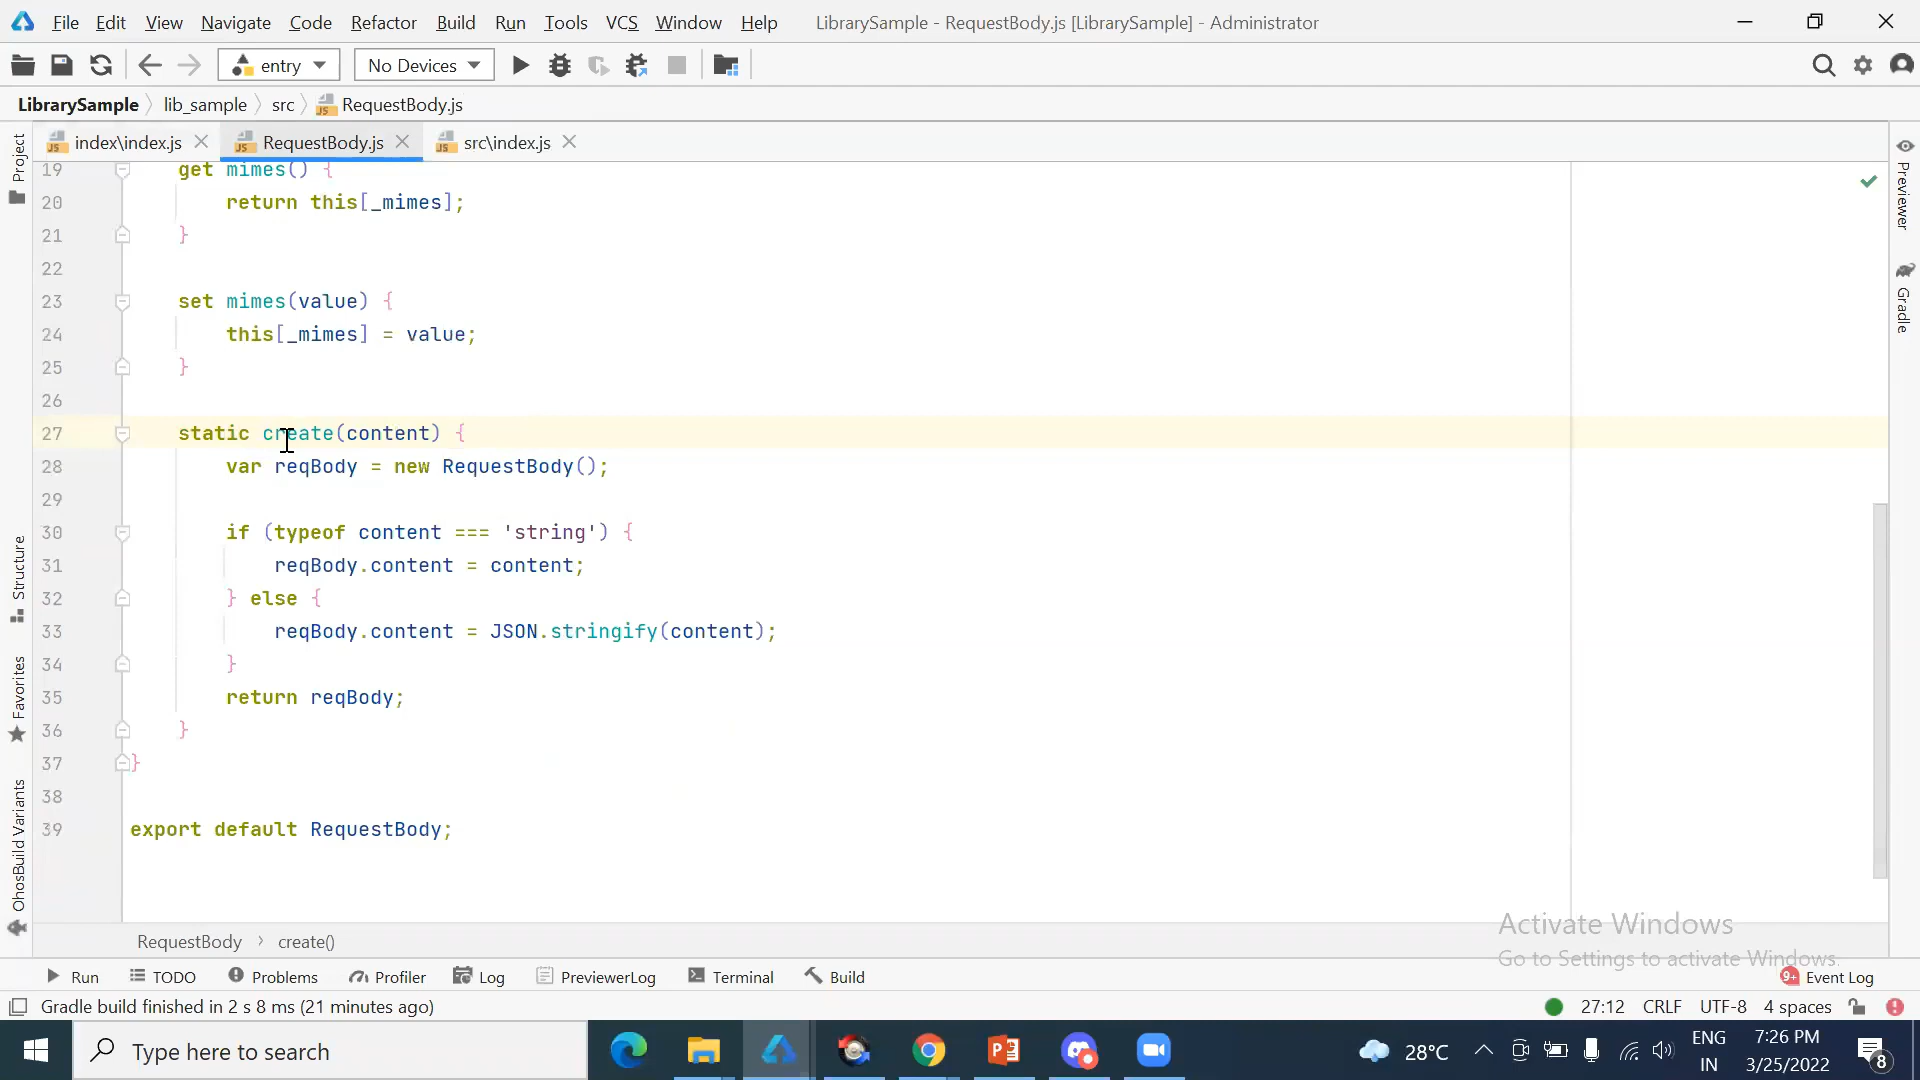 File Edit View Navigate Code Refactor Build Run Tools VCS Window Help LibrarySample - RequestBody.js [LibrarySample] - Administrator
entry No Devices
LibrarySample lib_sample src RequestBody.js
index\index.js RequestBody.js src\index.js
Project
Structure
Favorites
OhosBuild Variants
Previewer
Gradle
19 get mimes() {
20 return this[_mimes];
21 }
22
23 set mimes(value) {
24 this[_mimes] = value;
25 }
26
27 static create(content) {
28 var reqBody = new RequestBody();
29
30 if (typeof content === 'string') {
31 reqBody.content = content;
32 } else {
33 reqBody.content = JSON.stringify(content);
34 }
35 return reqBody;
36 }
37 }
38
39 export default RequestBody;
Activate Windows
Go to Settings to activate Windows.
RequestBody > create()
Run TODO Problems Profiler Log PreviewerLog Terminal Build 9+ Event Log
Gradle build finished in 2 s 8 ms (21 minutes ago) 27:12 CRLF UTF-8 4 spaces
Type here to search 28°C ENG IN 7:26 PM 3/25/2022 8